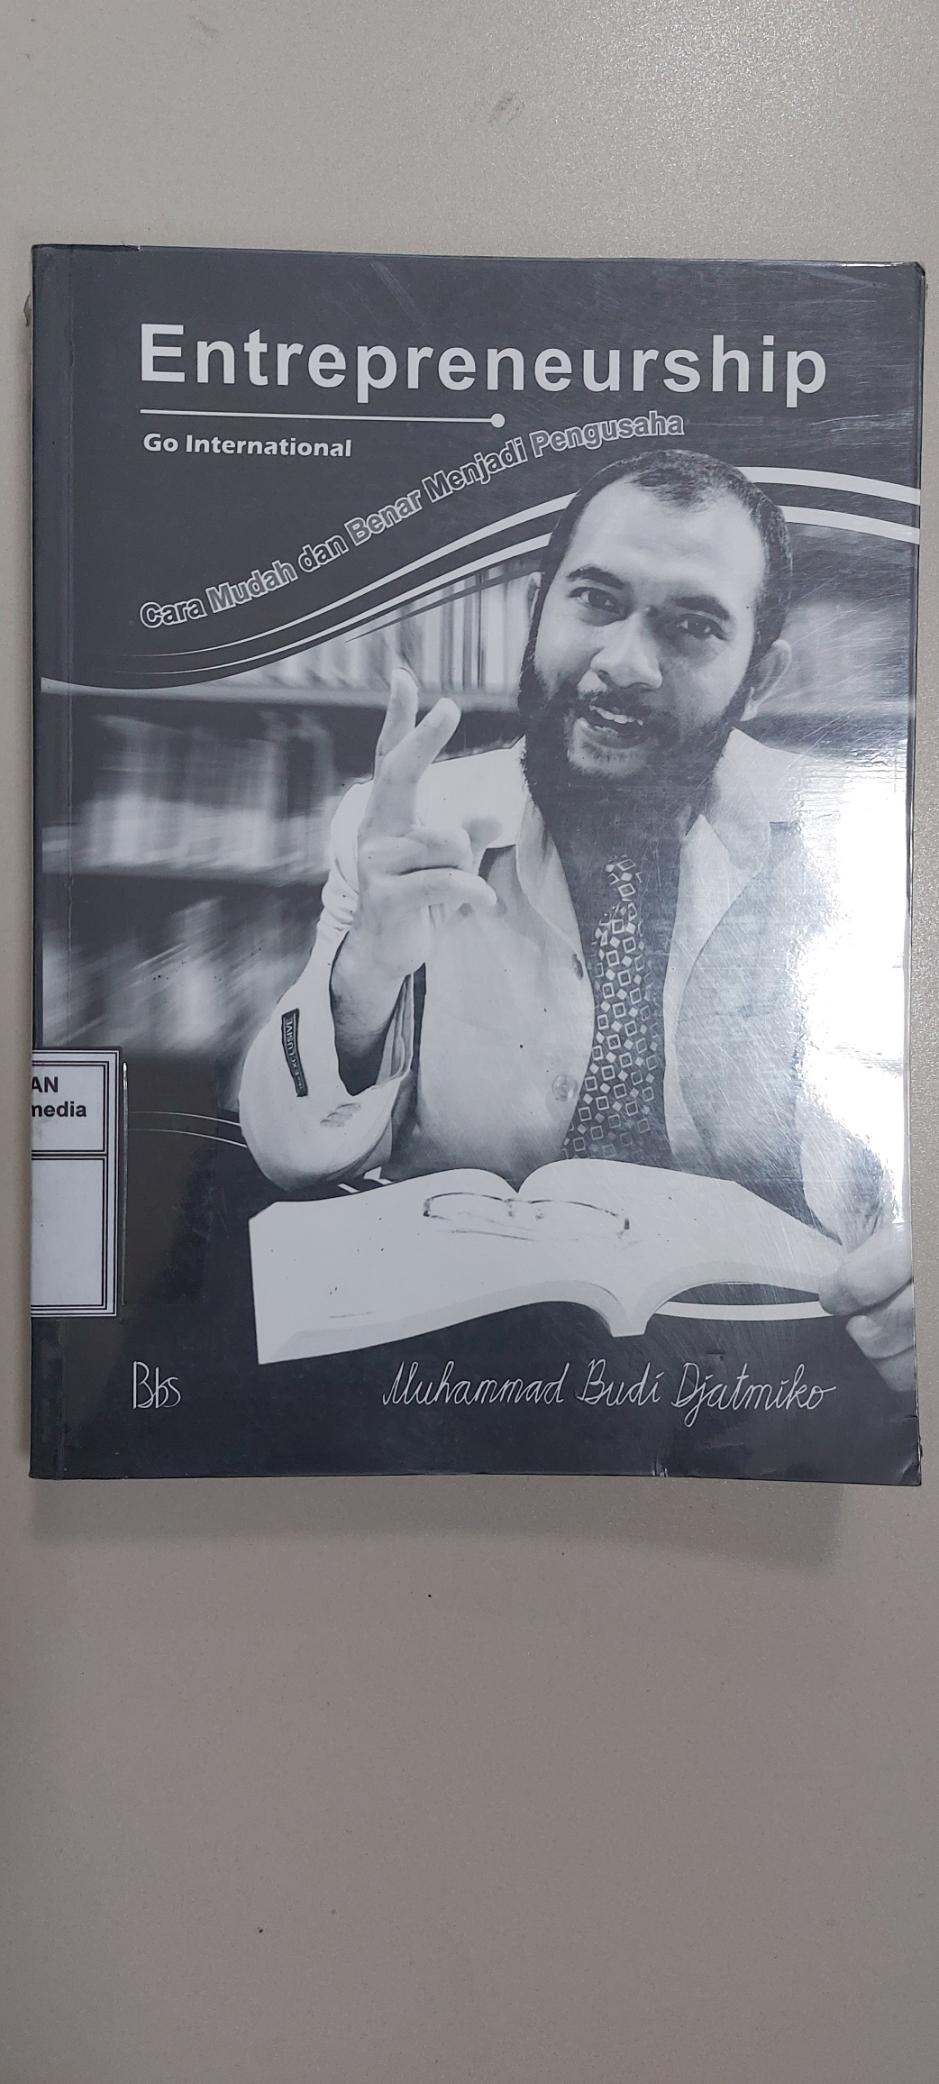 Entrepreneurship
Go International
Cara Mudah dan Benar Menjadi Pengusaha
AN
media
Bbs
Muhammad Budi Djatmiko